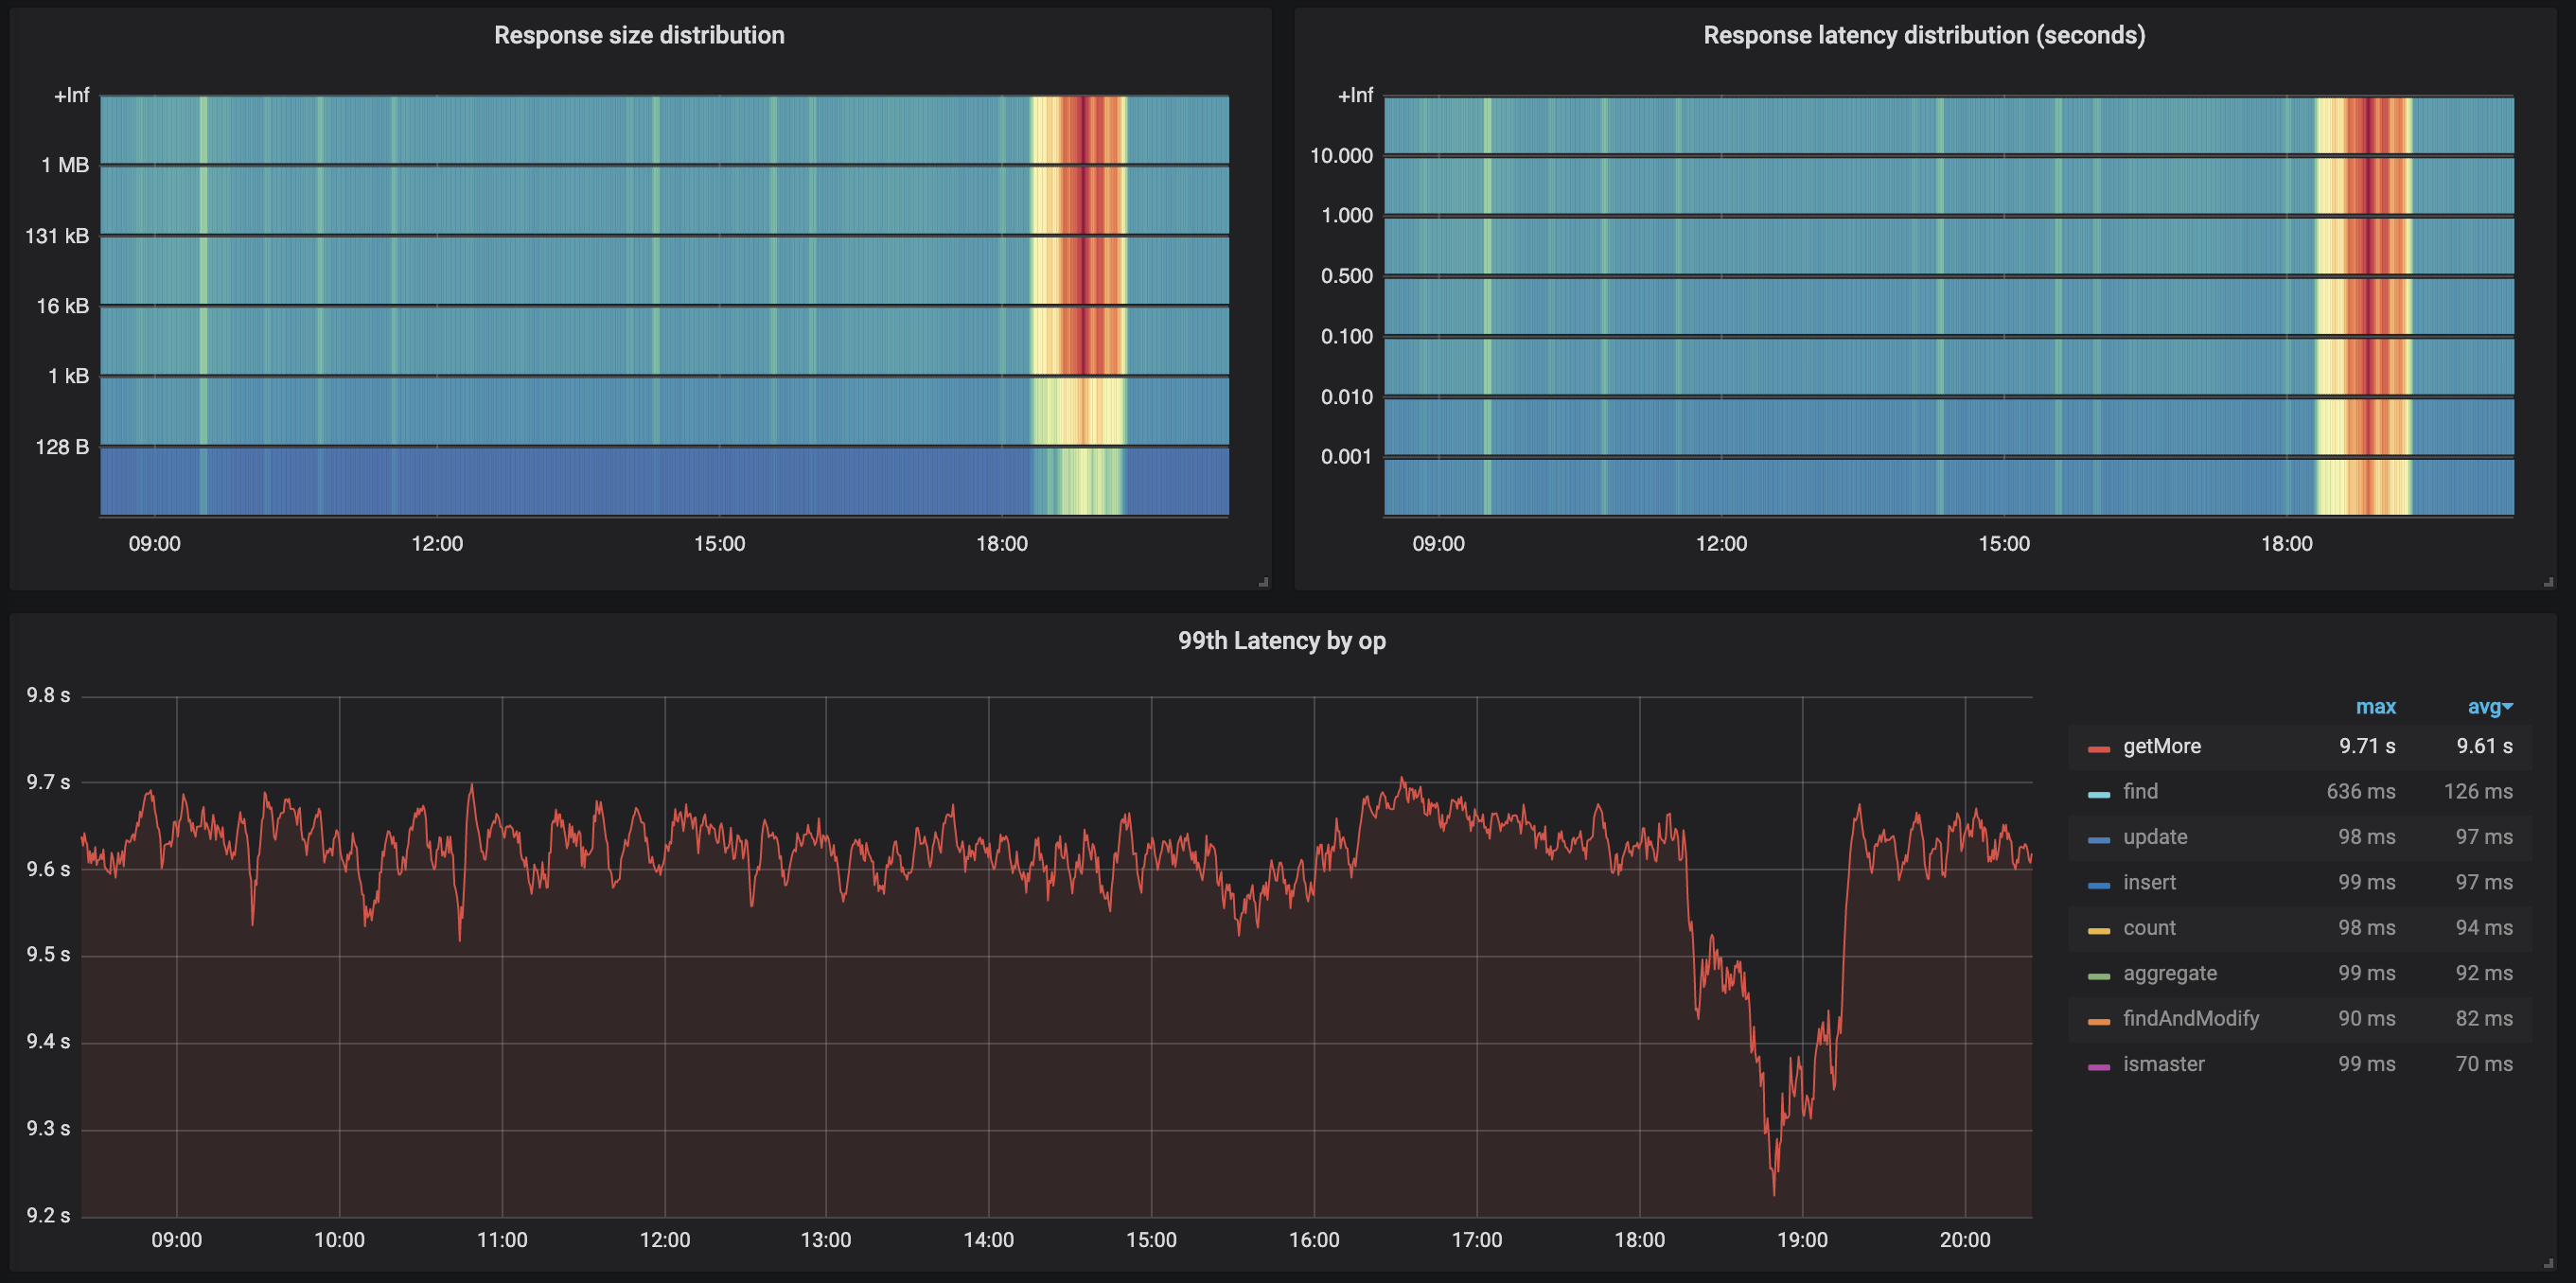 Response size distribution
+Inf
1 MB
131 kB
16 kB
1 kB
128 B
09:00 12:00 15:00 18:00
Response latency distribution (seconds)
+Inf
10.000
1.000
0.500
0.100
0.010
0.001
09:00 12:00 15:00 18:00
99th Latency by op
9.8 s
9.7 s
9.6 s
9.5 s
9.4 s
9.3 s
9.2 s
09:00 10:00 11:00 12:00 13:00 14:00 15:00 16:00 17:00 18:00 19:00 20:00
max avg
getMore 9.71 s 9.61 s
find 636 ms 126 ms
update 98 ms 97 ms
insert 99 ms 97 ms
count 98 ms 94 ms
aggregate 99 ms 92 ms
findAndModify 90 ms 82 ms
ismaster 99 ms 70 ms